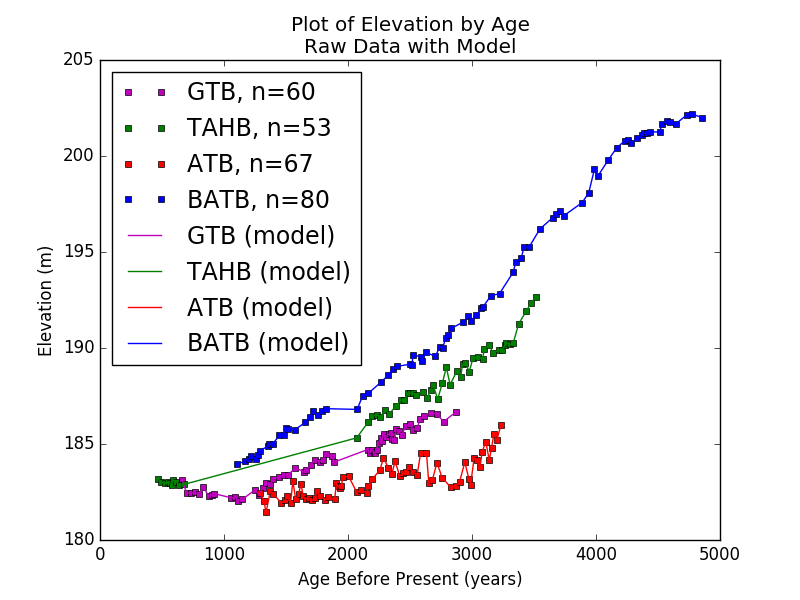 Plot of Elevation by Age
Raw Data with Model
205
200
195
190
185
180
Elevation (m)
GTB, n=60
TAHB, n=53
ATB, n=67
BATB, n=80
GTB (model)
TAHB (model)
ATB (model)
BATB (model)
0 1000 2000 3000 4000 5000
Age Before Present (years)